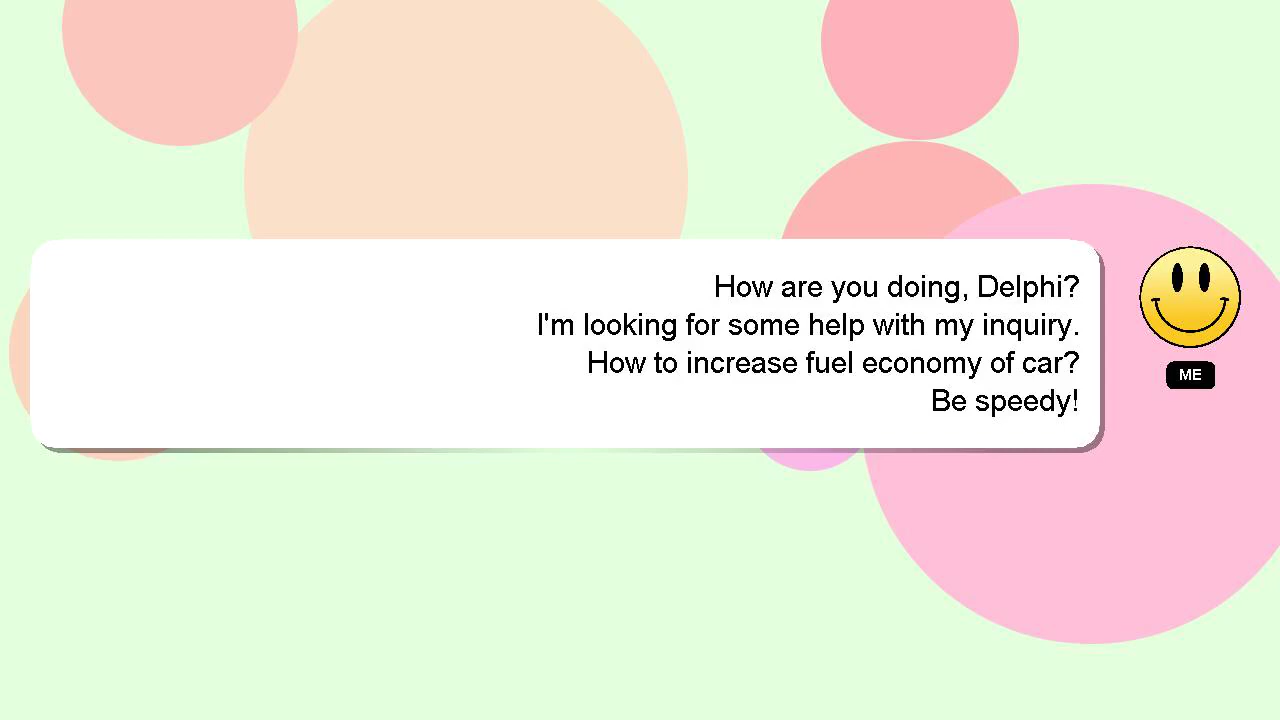 How are you doing, Delphi?
I'm looking for some help with my inquiry.
How to increase fuel economy of car?
Be speedy!
ME